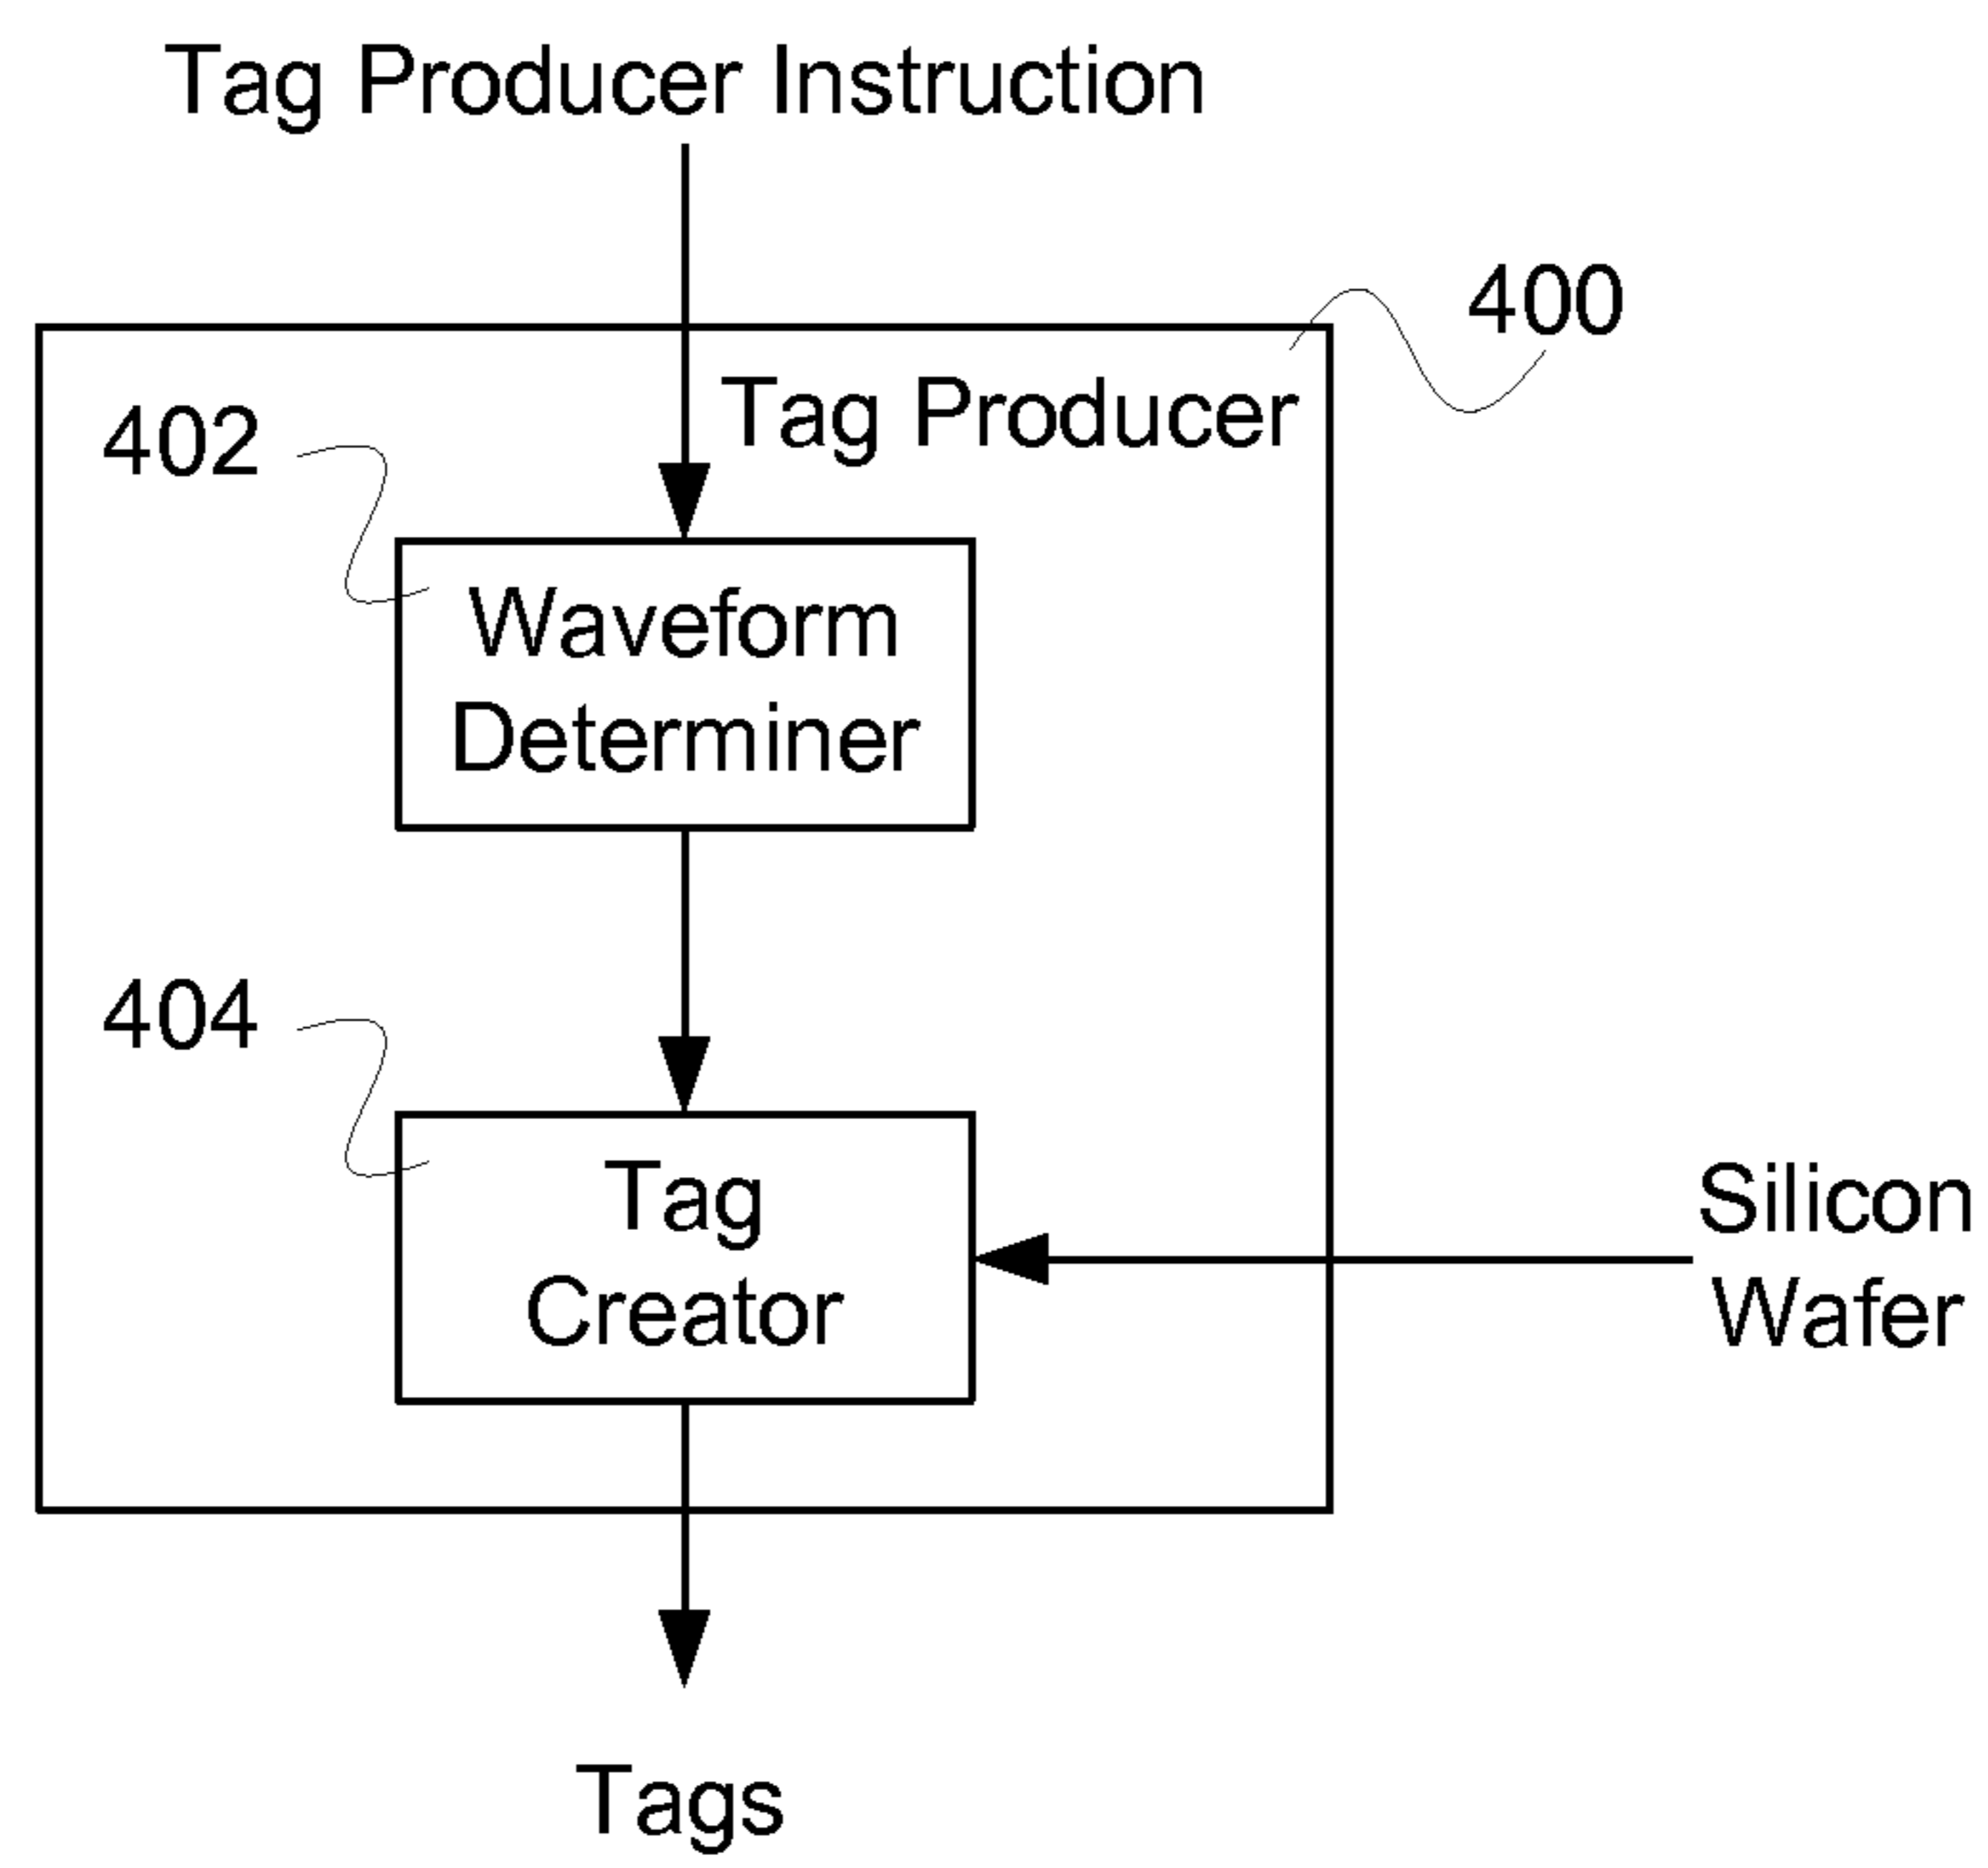 Tag Producer Instruction
400
Tag Producer
402
Waveform
Determiner
404
Tag
Creator
Silicon
Wafer
Tags